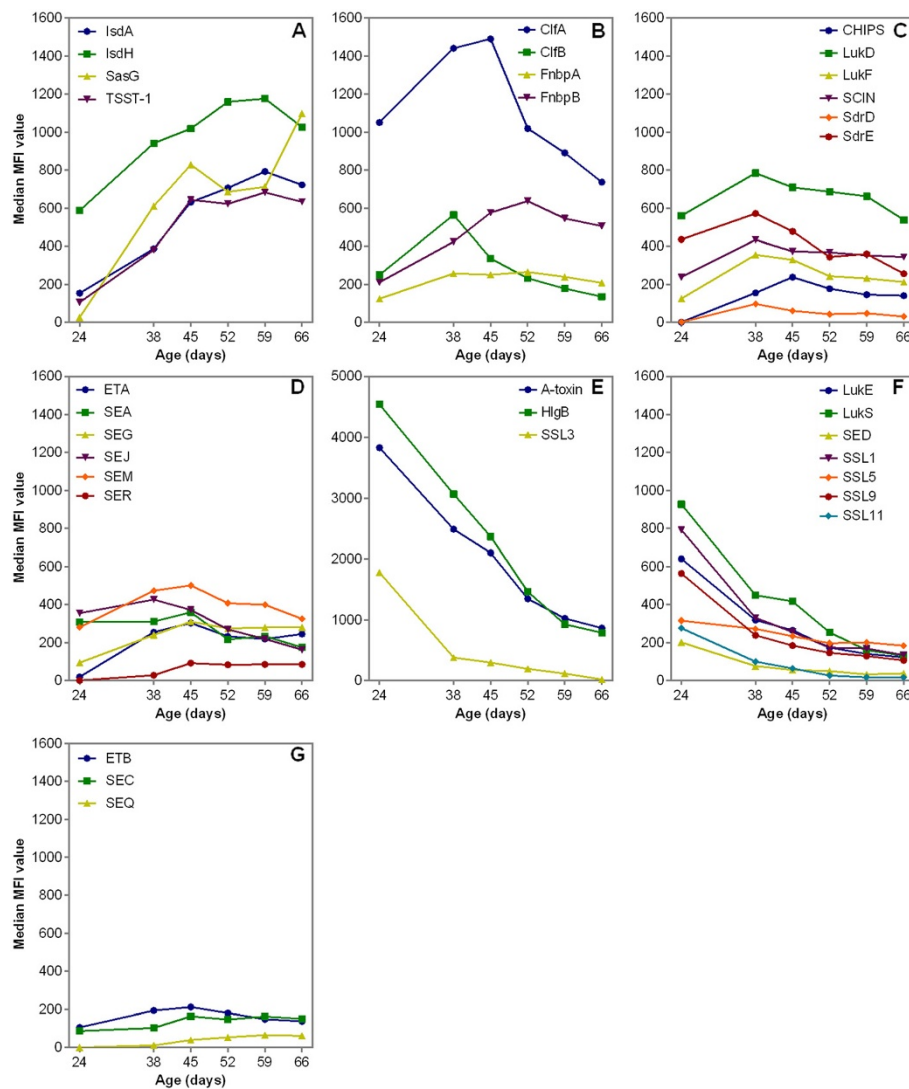 A
IsdA
IsdH
SasG
TSST-1
Median MFI value
1600
1400
1200
1000
800
600
400
200
0
24 38 45 52 59 66
Age (days)
B
ClfA
ClfB
FnbpA
FnbpB
1600
1400
1200
1000
800
600
400
200
0
24 38 45 52 59 66
Age (days)
C
CHIPS
LukD
LukF
SCIN
SdrD
SdrE
1600
1400
1200
1000
800
600
400
200
0
24 38 45 52 59 66
Age (days)
D
ETA
SEA
SEG
SEJ
SEM
SER
Median MFI value
1600
1400
1200
1000
800
600
400
200
0
24 38 45 52 59 66
Age (days)
E
A-toxin
HlgB
SSL3
5000
4000
3000
2000
1000
0
24 38 45 52 59 66
Age (days)
F
LukE
LukS
SED
SSL1
SSL5
SSL9
SSL11
1600
1400
1200
1000
800
600
400
200
0
24 38 45 52 59 66
Age (days)
G
ETB
SEC
SEQ
Median MFI value
1600
1400
1200
1000
800
600
400
200
0
24 38 45 52 59 66
Age (days)